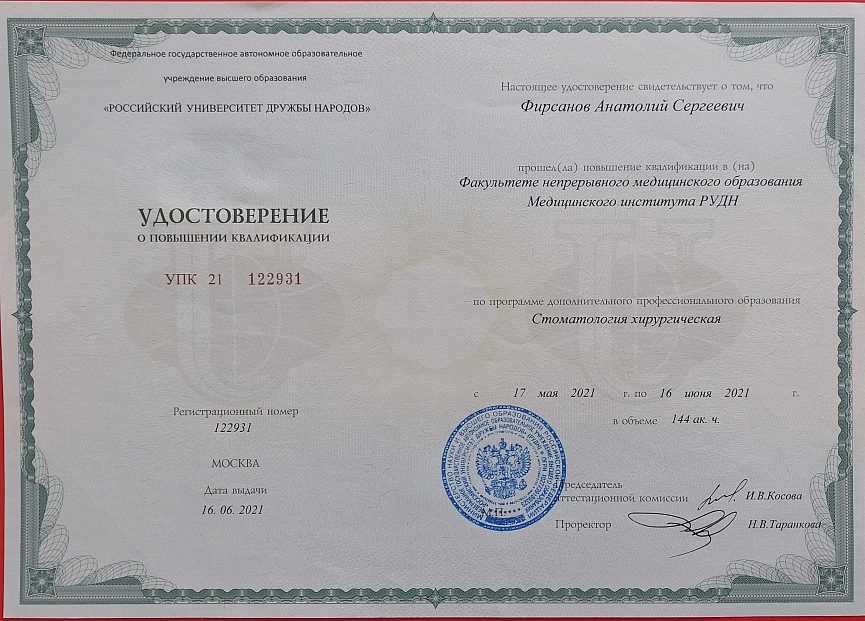 Федеральное государственное автономное образовательное
учреждение высшего образования
«РОССИЙСКИЙ УНИВЕРСИТЕТ ДРУЖБЫ НАРОДОВ»
УДОСТОВЕРЕНИЕ
О ПОВЫШЕНИИ КВАЛИФИКАЦИИ
УПК 21 122931
Регистрационный номер
122931
МОСКВА
Дата выдачи
16. 06. 2021
Настоящее удостоверение свидетельствует о том, что
Фирсанов Анатолий Сергеевич
прошел(ла) повышение квалификации в (на)
Факультете непрерывного медицинского образования
Медицинского института РУДН
по программе дополнительного профессионального образования
Стоматология хирургическая
с 17 мая 2021 г. по 16 июня 2021 г.
в объеме 144 ак. ч.
Председатель
аттестационной комиссии И.В.Косова
М.П.
Проректор Н.В.Таранкова